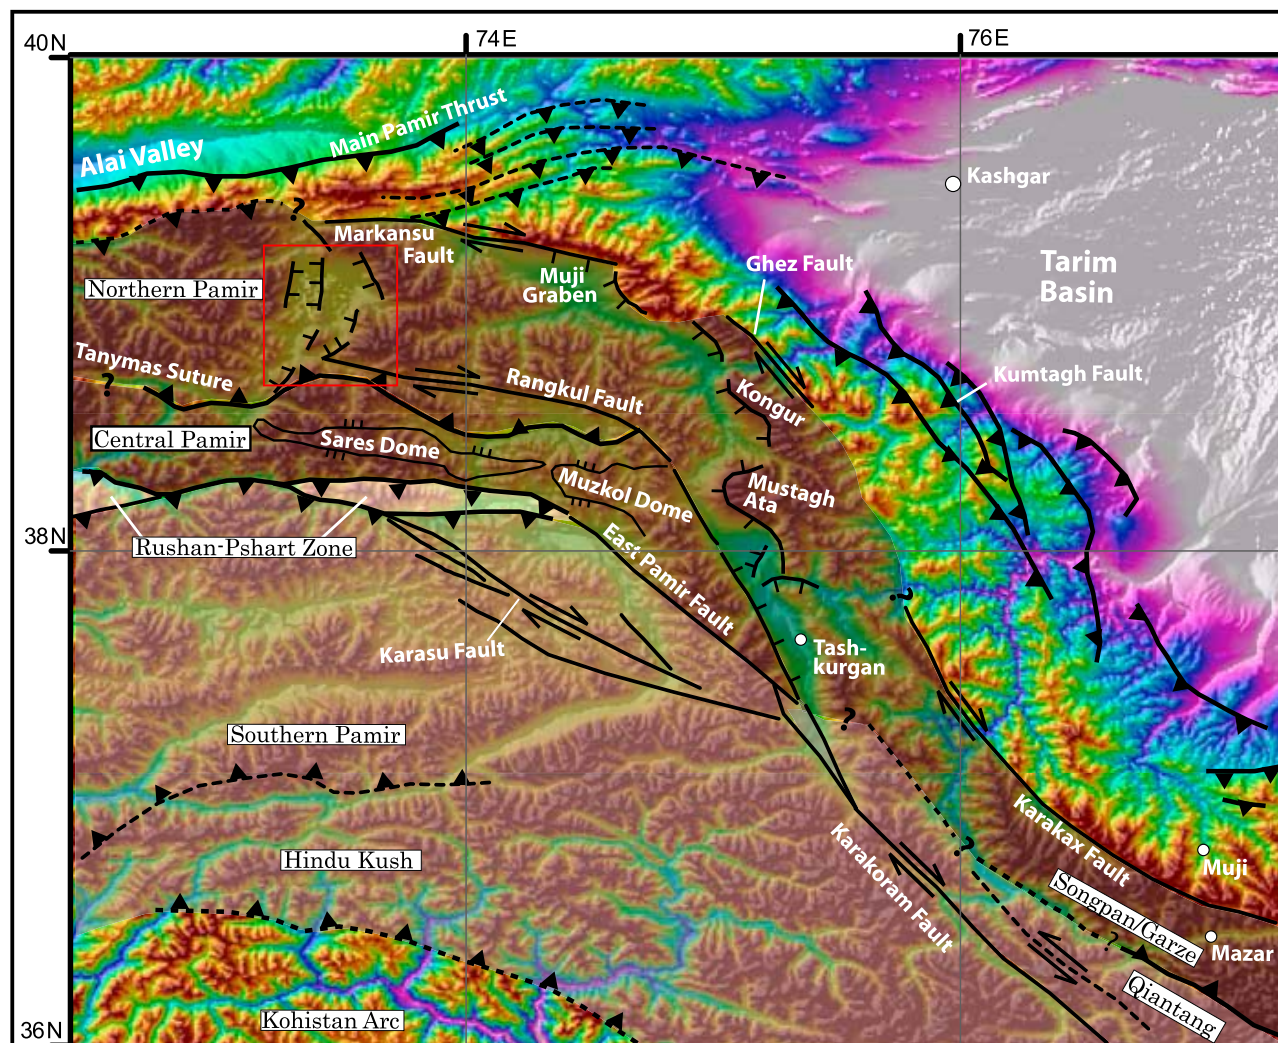 40N
74E
76E
Main Pamir Thrust
Alai Valley
Kashgar
?
Markansu
Fault
Tarim
Basin
Ghez Fault
Muji
Graben
Northern Pamir
Tanymas Suture
?
Rangkul Fault
Kongur
Kumtagh Fault
Central Pamir
Sares Dome
Muzkol Dome
Mustagh
Ata
38N
Rushan-Pshart Zone
East Pamir Fault
?
Karasu Fault
Tash-
kurgan
Southern Pamir
?
Karakax Fault
Hindu Kush
Karakoram Fault
?
Muji
Songpan/Garze
?
Mazar
Qiantang
Kohistan Arc
36N